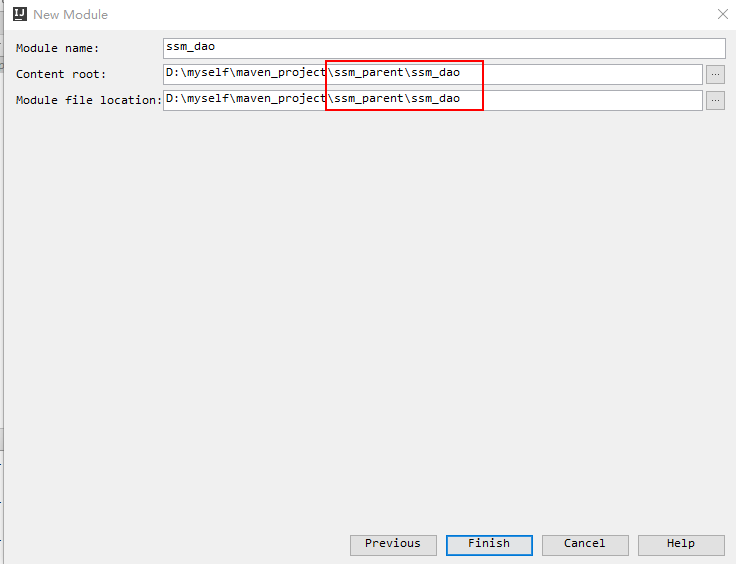 IJ New Module
Module name: ssm_dao
Content root: D:\myself\maven_project\ssm_parent\ssm_dao ...
Module file location: D:\myself\maven_project\ssm_parent\ssm_dao ...
Previous Finish Cancel Help